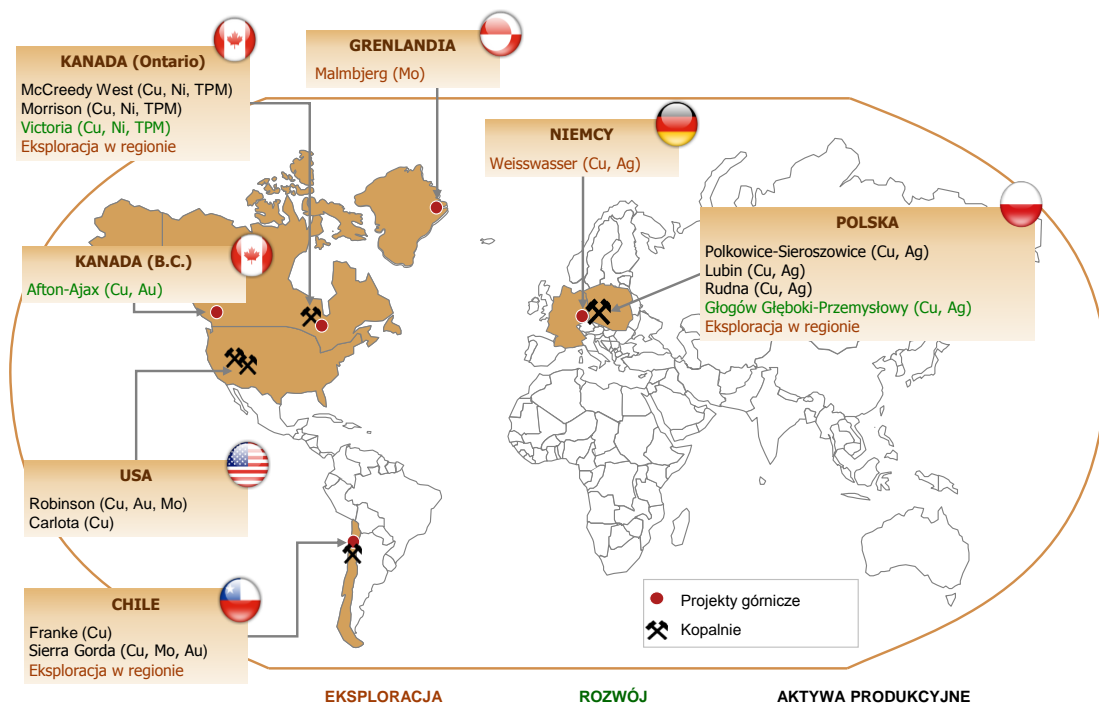 KANADA (Ontario)
McCreedy West (Cu, Ni, TPM)
Morrison (Cu, Ni, TPM)
Victoria (Cu, Ni, TPM)
Eksploracja w regionie
GRENLANDIA
Malmbjerg (Mo)
NIEMCY
Weisswasser (Cu, Ag)
POLSKA
Polkowice-Sieroszowice (Cu, Ag)
Lubin (Cu, Ag)
Rudna (Cu, Ag)
Głogów Głęboki-Przemysłowy (Cu, Ag)
Eksploracja w regionie
KANADA (B.C.)
Afton-Ajax (Cu, Au)
USA
Robinson (Cu, Au, Mo)
Carlota (Cu)
CHILE
Franke (Cu)
Sierra Gorda (Cu, Mo, Au)
Eksploracja w regionie
Projekty górnicze
Kopalnie
EKSPLORACJA
ROZWÓJ
AKTYWA PRODUKCYJNE